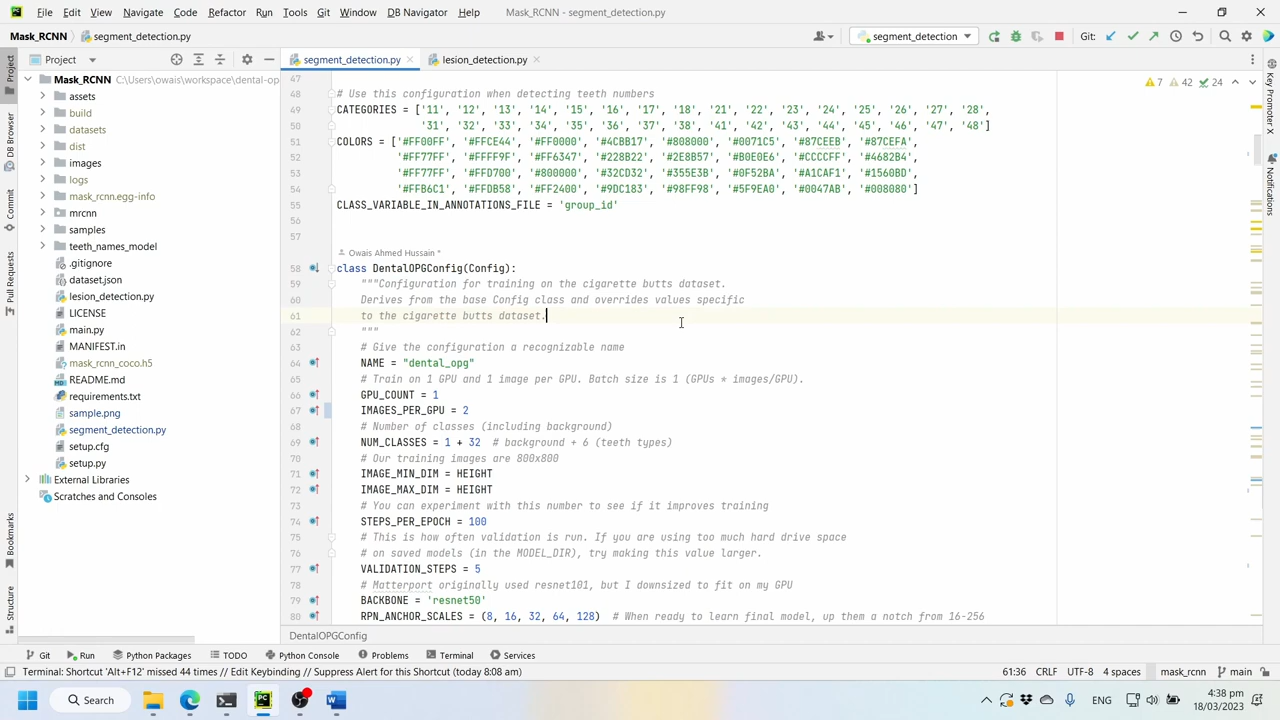 File Edit View Navigate Code Refactor Run Tools Git Window DB Navigator Help Mask_RCNN - segment_detection.py
Mask_RCNN segment_detection.py segment_detection Git:
Project
segment_detection.py lesion_detection.py
Mask_RCNN C:\Users\owais\workspace\dental-op
assets
build
datasets
dist
images
logs
mask_rcnn.egg-info
mrcnn
samples
teeth_names_model
.gitignore
dataset.json
lesion_detection.py
LICENSE
main.py
MANIFEST.in
mask_rcnn_coco.h5
README.md
requirements.txt
sample.png
segment_detection.py
setup.cfg
setup.py
External Libraries
Scratches and Consoles
Project
DB Browser
Commit
Pull Requests
Bookmarks
Structure
7 42 24
47
48 # Use this configuration when detecting teeth numbers
49 CATEGORIES = ['11', '12', '13', '14', '15', '16', '17', '18', '21', '22', '23', '24', '25', '26', '27', '28',
50 '31', '32', '33', '34', '35', '36', '37', '38', '41', '42', '43', '44', '45', '46', '47', '48']
51 COLORS = ['#FF00FF', '#FFCE44', '#FF0000', '#4CBB17', '#808000', '#0071C5', '#87CEEB', '#87CEFA',
52 '#FF77FF', '#FFFF9F', '#FF6347', '#228B22', '#2E8B57', '#B0E0E6', '#CCCCFF', '#4682B4',
53 '#FF77FF', '#FFD700', '#800000', '#32CD32', '#355E3B', '#0F52BA', '#A1CAF1', '#1560BD',
54 '#FFB6C1', '#FFDB58', '#FF2400', '#9DC183', '#98FF98', '#5F9EA0', '#0047AB', '#008080']
55 CLASS_VARIABLE_IN_ANNOTATIONS_FILE = 'group_id'
56
57
Owais Ahmed Hussain *
58 class DentalOPGConfig(Config):
59 """Configuration for training on the cigarette butts dataset.
60 Derives from the base Config class and overrides values specific
61 to the cigarette butts dataset.
62 """
63 # Give the configuration a recognizable name
64 NAME = "dental_opg"
65 # Train on 1 GPU and 1 image per GPU. Batch size is 1 (GPUs * images/GPU).
66 GPU_COUNT = 1
67 IMAGES_PER_GPU = 2
68 # Number of classes (including background)
69 NUM_CLASSES = 1 + 32 # background + 6 (teeth types)
70 # Our training images are 800x800
71 IMAGE_MIN_DIM = HEIGHT
72 IMAGE_MAX_DIM = HEIGHT
73 # You can experiment with this number to see if it improves training
74 STEPS_PER_EPOCH = 100
75 # This is how often validation is run. If you are using too much hard drive space
76 # on saved models (in the MODEL_DIR), try making this value larger.
77 VALIDATION_STEPS = 5
78 # Matterport originally used resnet101, but I downsized to fit on my GPU
79 BACKBONE = 'resnet50'
80 RPN_ANCHOR_SCALES = (8, 16, 32, 64, 128) # When ready to learn final model, up them a notch from 16-256
DentalOPGConfig
Key Promoter X
Notifications
Git Run Python Packages TODO Python Console Problems Terminal Services
Terminal: Shortcut 'Alt+F12' missed 44 times // Edit Keybinding // Suppress Alert for this Shortcut (today 8:08 am) 61:36 CRLF UTF-8 4 spaces mask_rcnn main
Search ENG 4:38 pm
18/03/2023